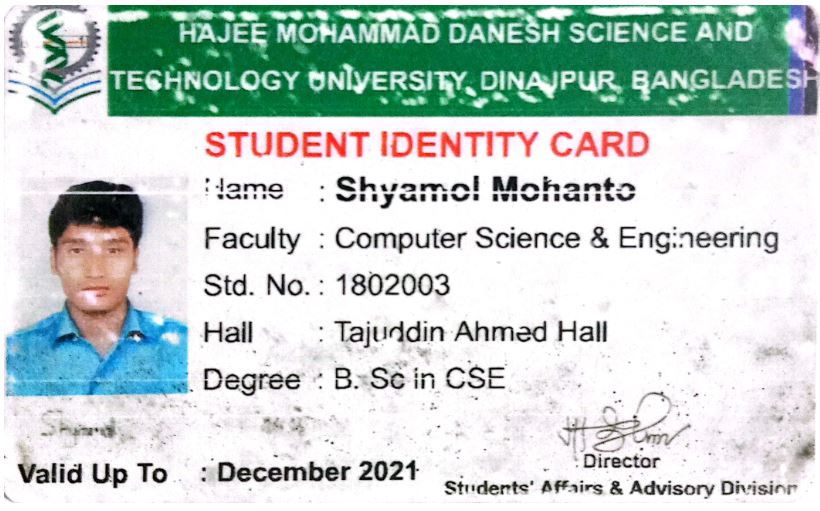 HAJEE MOHAMMAD DANESH SCIENCE AND
TECHNOLOGY UNIVERSITY, DINAJPUR, BANGLADESH
STUDENT IDENTITY CARD
Name : Shyamol Mohanto
Faculty : Computer Science & Engineering
Std. No. : 1802003
Hall : Tajuddin Ahmed Hall
Degree : B. Sc in CSE
Director
Valid Up To : December 2021
Students' Affairs & Advisory Division